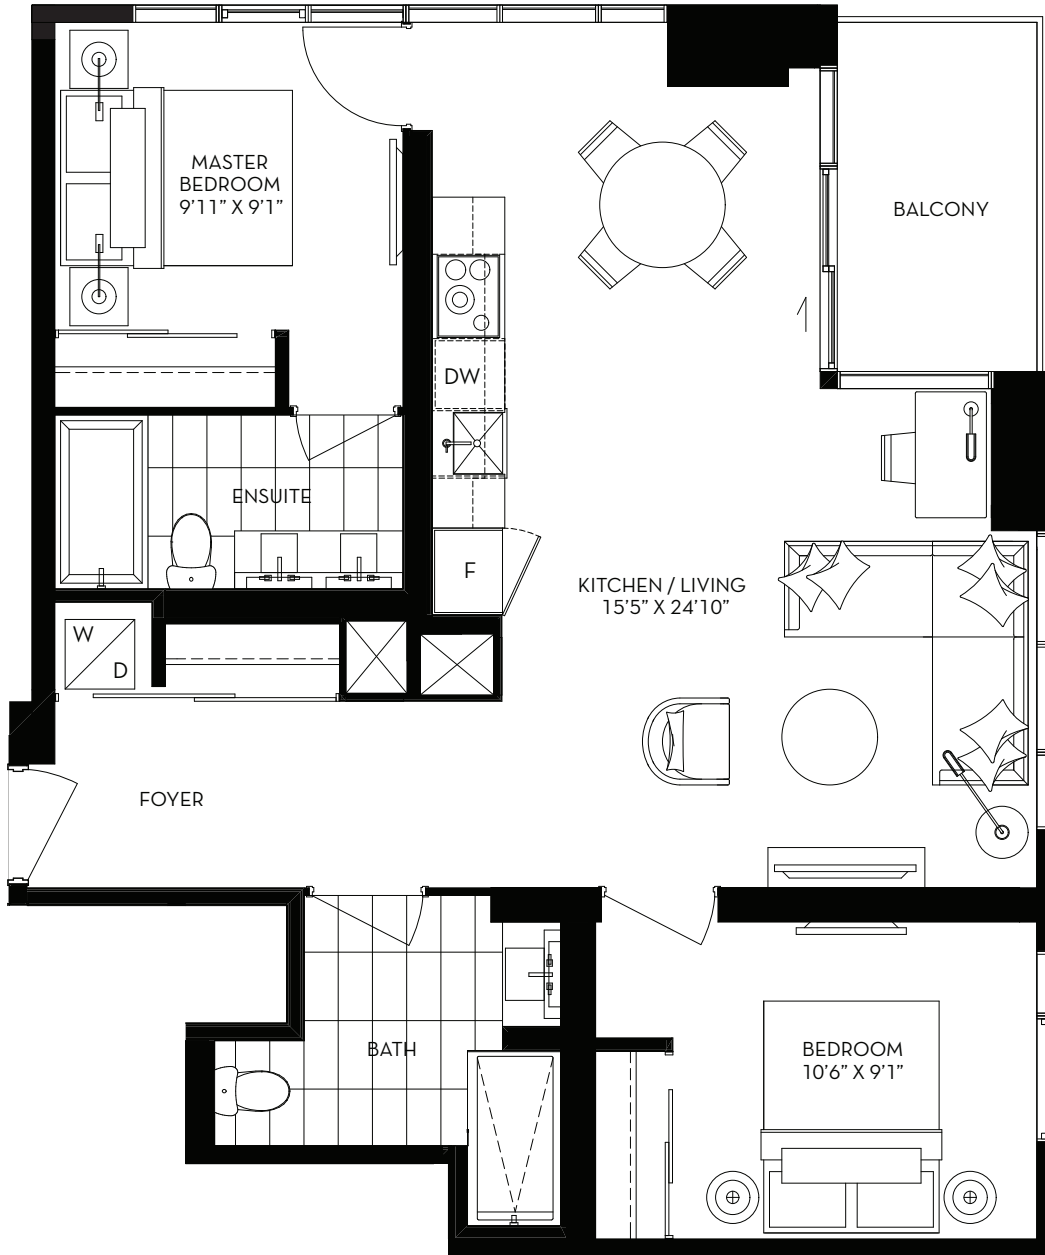 MASTER
BEDROOM
9'11" X 9'1"
BALCONY
DW
ENSUITE
F
KITCHEN / LIVING
15'5" X 24'10"
W
D
FOYER
BATH
BEDROOM
10'6" X 9'1"